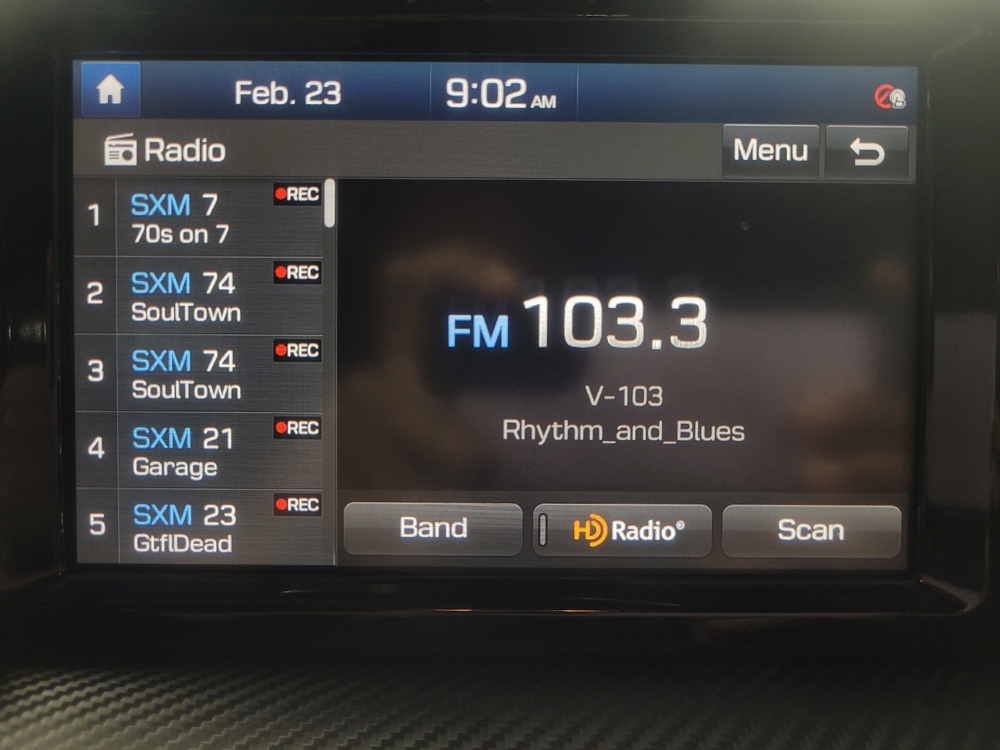 Feb. 23 9:02 AM
Radio Menu
1 SXM 7 REC
70s on 7
2 SXM 74 REC
SoulTown
3 SXM 74 REC
SoulTown
4 SXM 21 REC
Garage
5 SXM 23 REC
GtflDead
FM 103.3
V-103
Rhythm_and_Blues
Band HD Radio® Scan